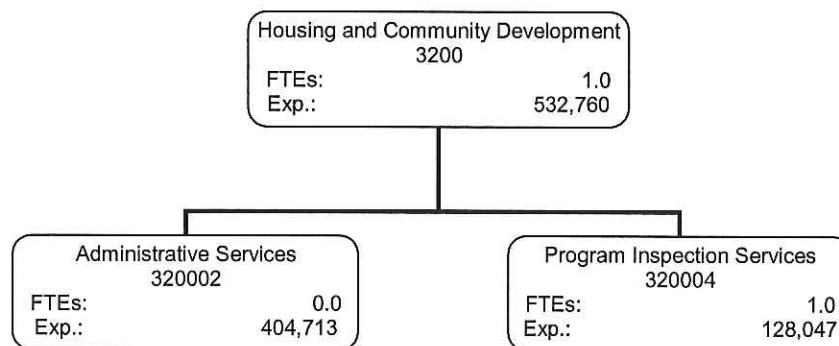 Housing and Community Development
3200
FTEs: 1.0
Exp.: 532,760
Administrative Services
320002
FTEs: 0.0
Exp.: 404,713
Program Inspection Services
320004
FTEs: 1.0
Exp.: 128,047